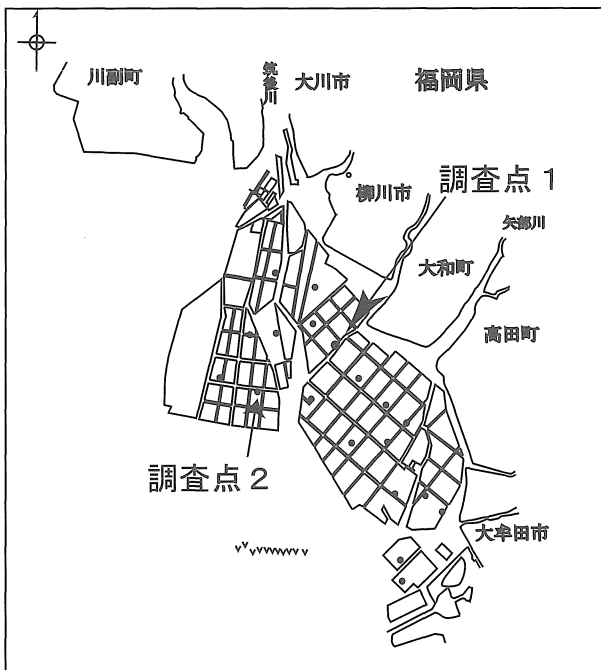 川副町
筑後川
大川市
福岡県
調査点1
柳川市
矢部川
大和町
高田町
調査点2
大牟田市